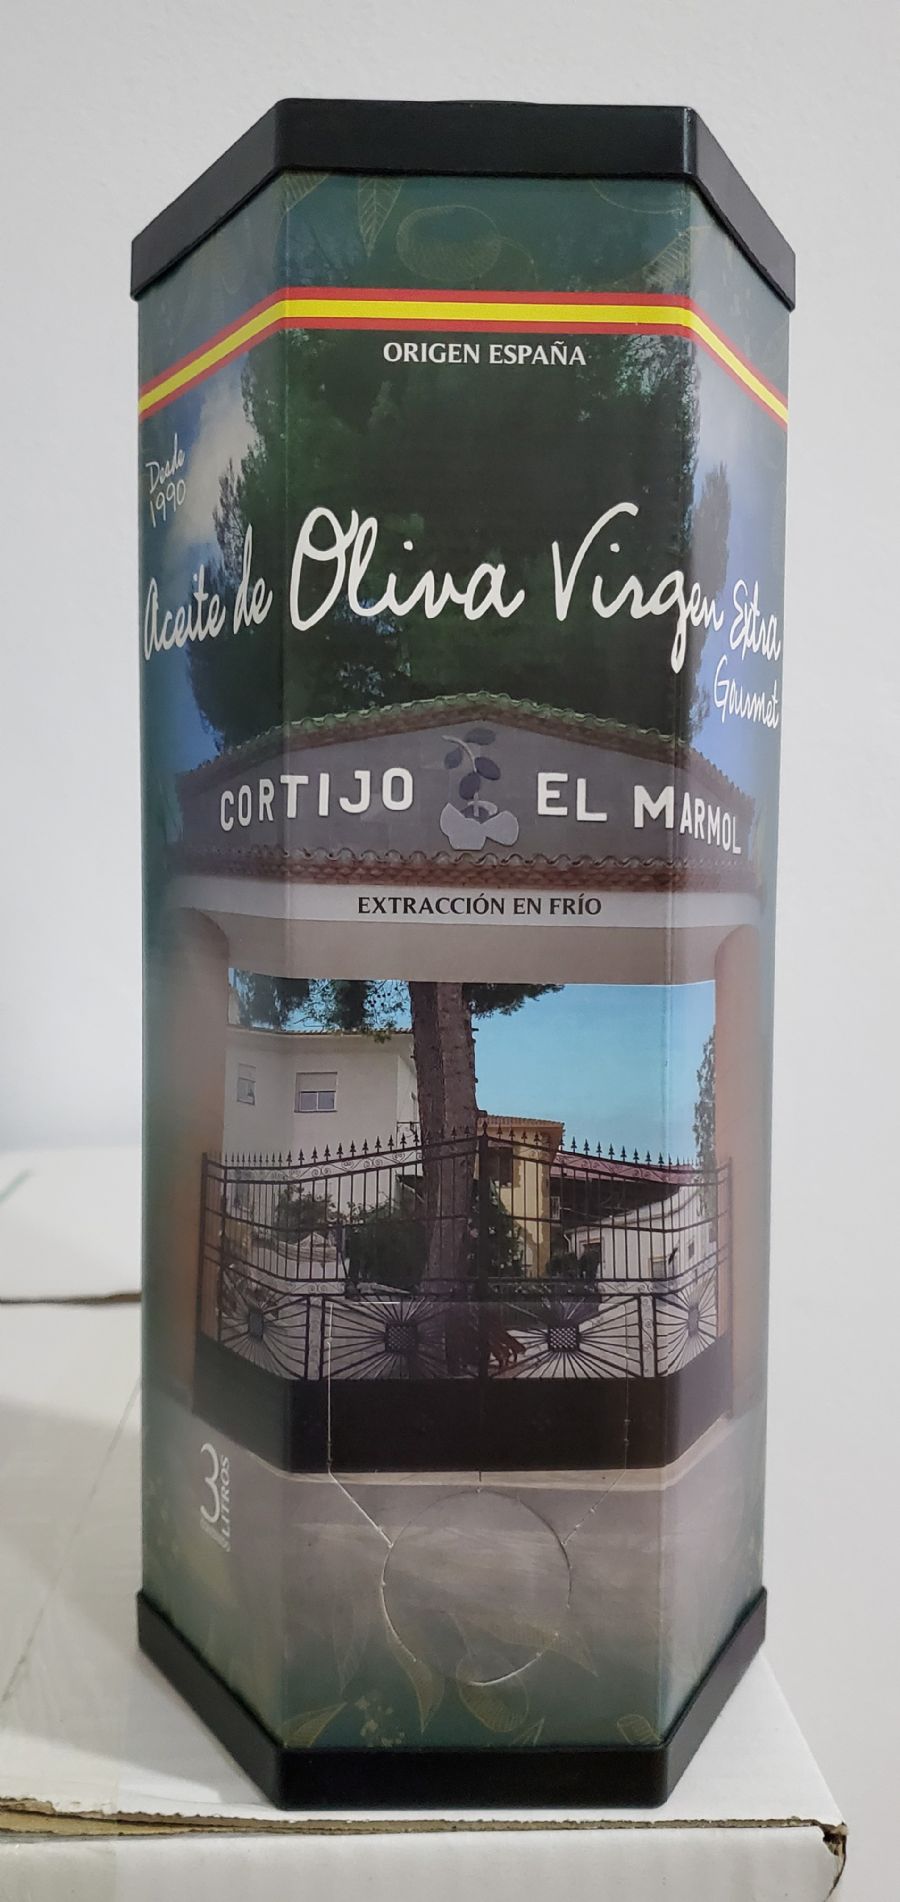 ORIGEN ESPAÑA
Desde
1990
Aceite de Oliva Virgen Extra
Gourmet
CORTIJO EL MARMOL
EXTRACCIÓN EN FRÍO
3
LITROS